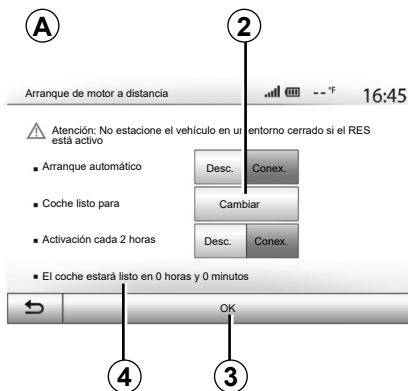 A
2
Arranque de motor a distancia
--°F
16:45
Atención: No estacione el vehículo en un entorno cerrado si el RES
está activo
Arranque automático
Desc.
Conex.
Coche listo para
Cambiar
Activación cada 2 horas
Desc.
Conex.
El coche estará listo en 0 horas y 0 minutos
OK
4
3